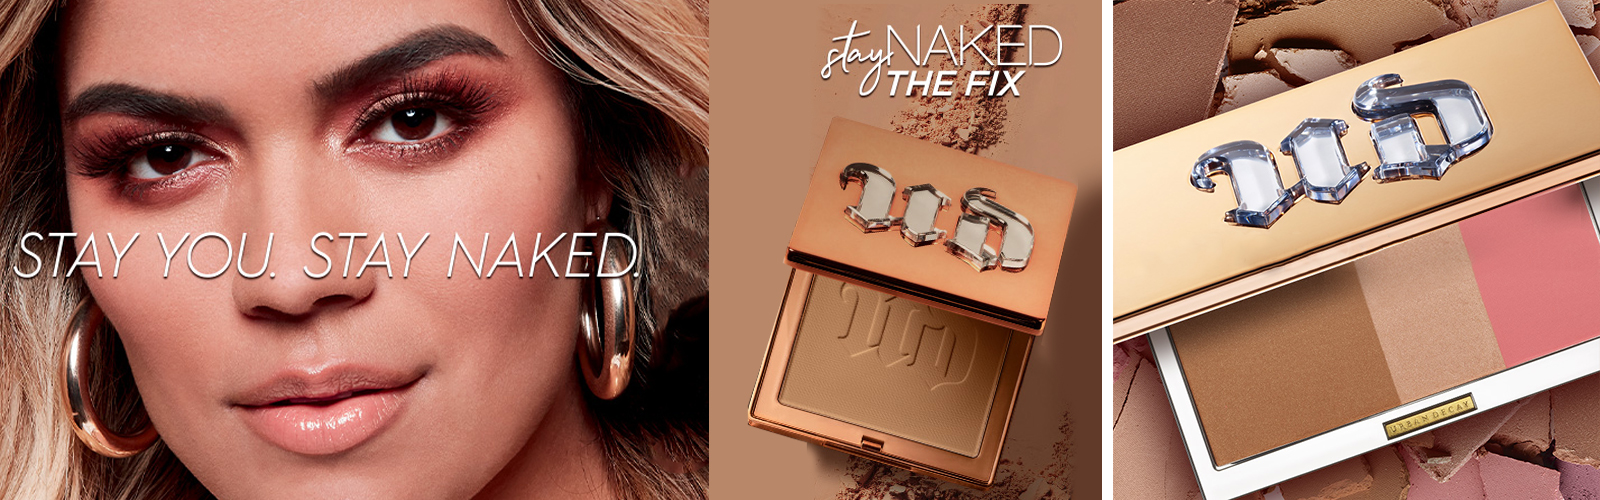 STAY YOU. STAY NAKED.
stay NAKED
THE FIX
UD
UD
UD
URBAN DECAY